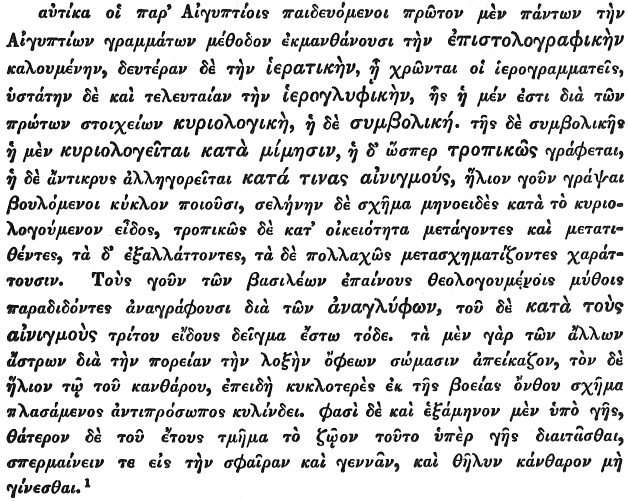 αὐτίκα οἱ παρ' Αἰγυπτίοις παιδευόμενοι πρῶτον μὲν πάντων τὴν
Αἰγυπτίων γραμμάτων μέθοδον ἐκμανθάνουσι τὴν ἐπιστολογραφικὴν
καλουμένην, δευτέραν δὲ τὴν ἱερατικὴν, ᾗ χρῶνται οἱ ἱερογραμματεῖς,
ὑστάτην δὲ καὶ τελευταίαν τὴν ἱερογλυφικὴν, ἧς ἡ μέν ἐστι διὰ τῶν
πρώτων στοιχείων κυριολογικὴ, ἡ δὲ συμβολική. τῆς δὲ συμβολικῆς
ἡ μὲν κυριολογεῖται κατὰ μίμησιν, ἡ δ' ὥσπερ τροπικῶς γράφεται,
ἡ δὲ ἄντικρυς ἀλληγορεῖται κατά τινας αἰνιγμούς, ἥλιον γοῦν γράψαι
βουλόμενοι κύκλον ποιοῦσι, σελήνην δὲ σχῆμα μηνοειδὲς κατὰ τὸ κυριο-
λογούμενον εἶδος, τροπικῶς δὲ κατ' οἰκειότητα μετάγοντες καὶ μετατι-
θέντες, τὰ δ' ἐξαλλάττοντες, τὰ δὲ πολλαχῶς μετασχηματίζοντες χαράτ-
τουσιν. Τοὺς γοῦν τῶν βασιλέων ἐπαίνους θεολογουμένοις μύθοις
παραδιδόντες ἀναγράφουσι διὰ τῶν ἀναγλύφων, τοῦ δὲ κατὰ τοὺς
αἰνιγμοὺς τρίτου εἴδους δεῖγμα ἔστω τόδε. τὰ μὲν γὰρ τῶν ἄλλων
ἄστρων διὰ τὴν πορείαν τὴν λοξὴν ὄφεων σώμασιν ἀπείκαζον, τὸν δὲ
ἥλιον τῷ τοῦ κανθάρου, ἐπειδὴ κυκλοτερὲς ἐκ τῆς βοείας ὄνθου σχῆμα
πλασάμενος ἀντιπρόσωπος κυλίνδει. φασὶ δὲ καὶ ἑξάμηνον μὲν ὑπὸ γῆς,
θάτερον δὲ τοῦ ἔτους τμῆμα τὸ ζῷον τοῦτο ὑπὲρ γῆς διαιτᾶσθαι,
σπερμαίνειν τε εἰς τὴν σφαῖραν καὶ γεννᾶν, καὶ θῆλυν κάνθαρον μὴ
γίνεσθαι.¹